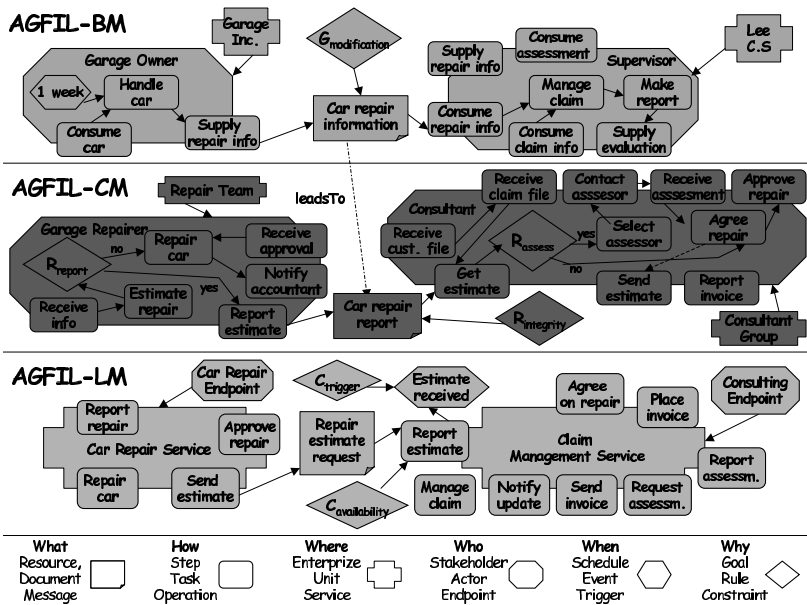 AGFIL-BM
Garage
Inc.
Garage Owner
1 week
Handle
car
Consume
car
Supply
repair info
Gmodification
Car repair
information
Supply
repair info
Consume
assessment
Supervisor
Lee
C.S
Manage
claim
Make
report
Consume
repair info
Consume
claim info
Supply
evaluation
AGFIL-CM
Repair Team
leadsTo
Garage Repairer
Rreport
no
yes
Repair
car
Receive
approval
Notify
accountant
Estimate
repair
Receive
info
Report
estimate
Car repair
report
Rintegrity
Receive
claim file
Contact
asssesor
Receive
assesment
Approve
repair
Consultant
Receive
cust. file
Rassess
yes
no
Select
assessor
Agree
repair
Get
estimate
Send
estimate
Report
invoice
Consultant
Group
AGFIL-LM
Car Repair
Endpoint
Report
repair
Approve
repair
Car Repair Service
Repair
car
Send
estimate
Ctrigger
Estimate
received
Repair
estimate
request
Report
estimate
Cavailability
Agree
on repair
Place
invoice
Consulting
Endpoint
Claim
Management Service
Report
assessm.
Manage
claim
Notify
update
Send
invoice
Request
assessm.
What
Resource,
Document
Message
How
Step
Task
Operation
Where
Enterprize
Unit
Service
Who
Stakeholder
Actor
Endpoint
When
Schedule
Event
Trigger
Why
Goal
Rule
Constraint